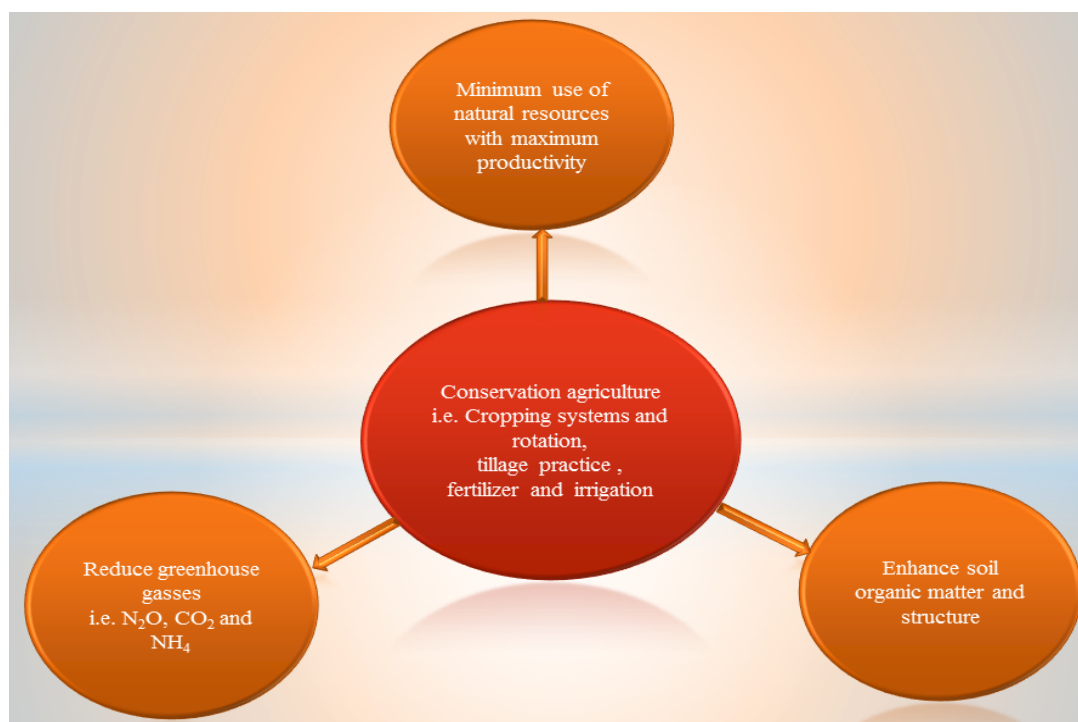 Minimum use of
natural resources
with maximum
productivity
Conservation agriculture
i.e. Cropping systems and
rotation,
tillage practice ,
fertilizer and irrigation
Reduce greenhouse
gasses
i.e. N₂O, CO₂ and
NH₄
Enhance soil
organic matter and
structure